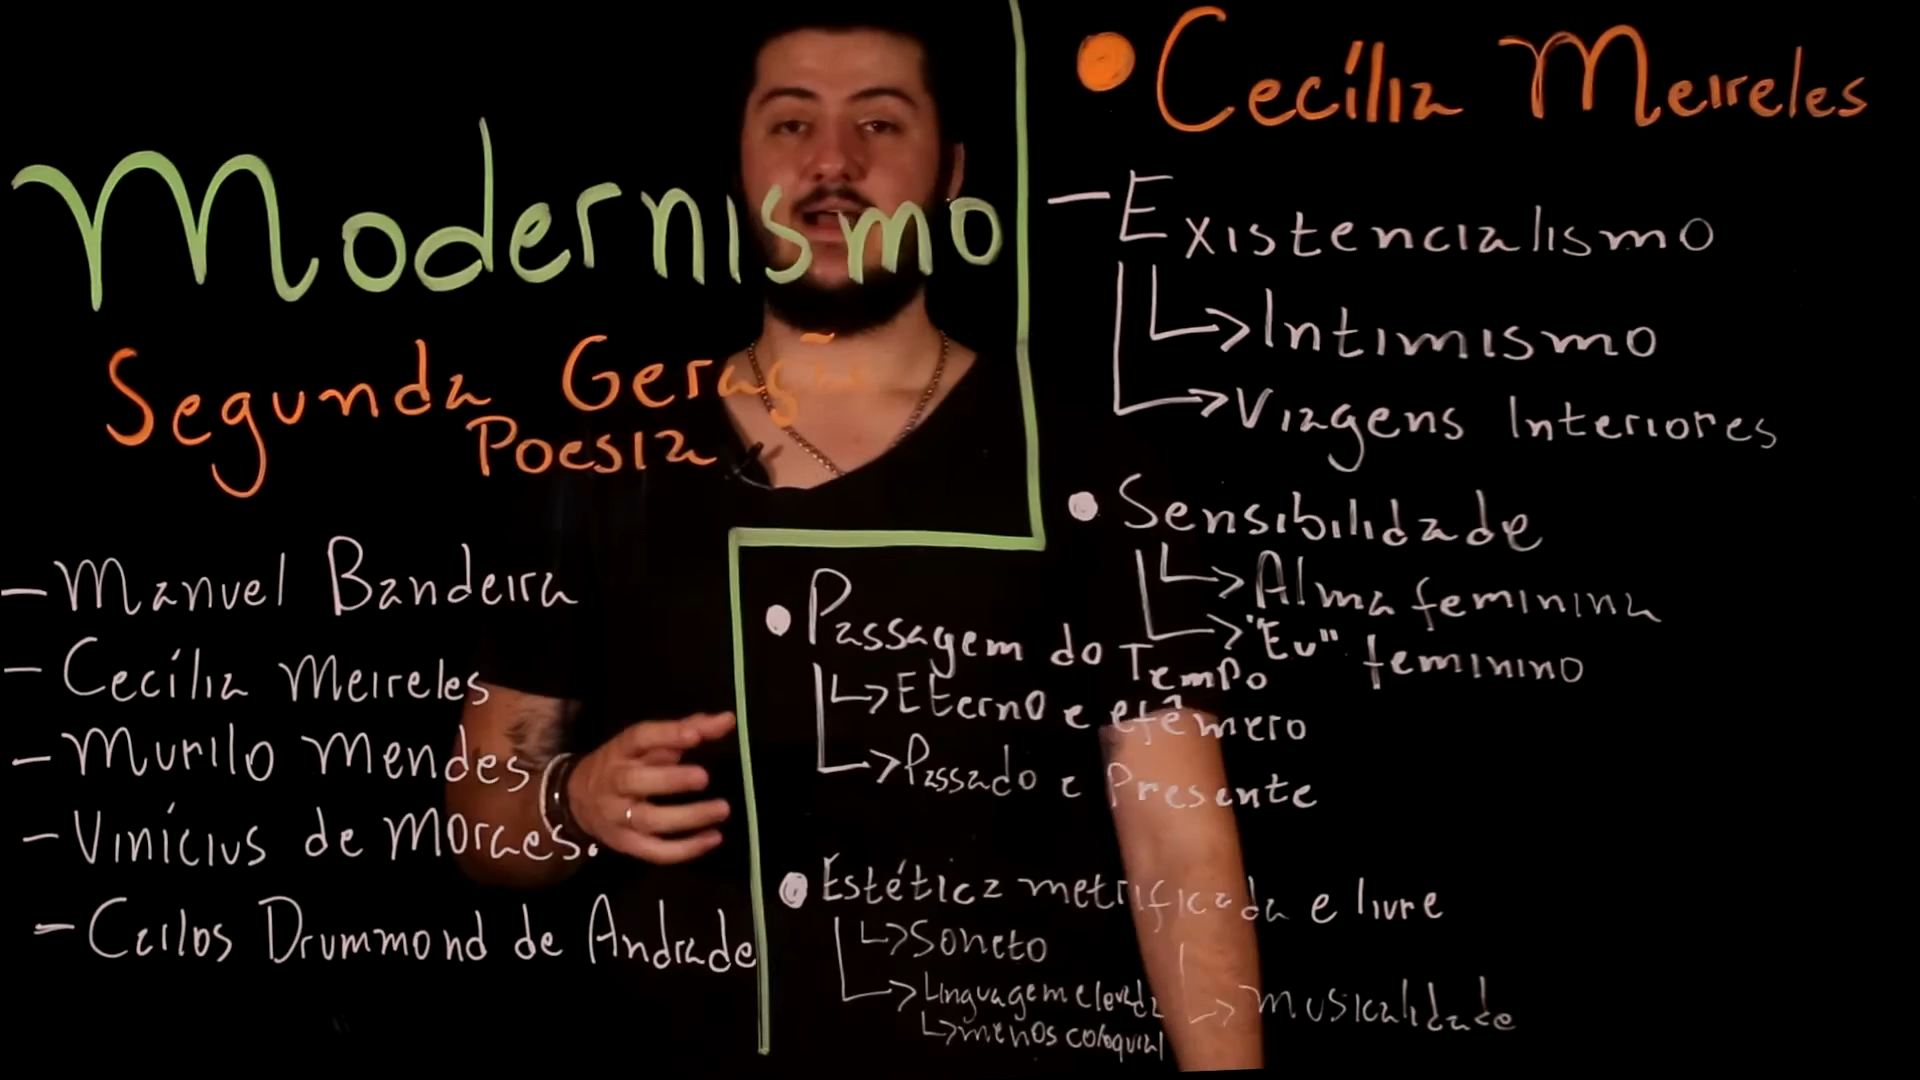 Modernismo
Segunda Geração
Poesia
- Manuel Bandeira
- Cecília Meireles
- Murilo Mendes
- Vinícius de Moraes.
- Carlos Drummond de Andrade
• Cecília Meireles
- Existencialismo
↳ Intimismo
↳ Viagens Interiores
• Sensibilidade
↳ Alma feminina
↳ "Eu" feminino
• Passagem do Tempo
↳ Eterno e efêmero
↳ Passado e Presente
• Estética metrificada e livre
↳ Soneto
↳ Linguagem elevada
↳ menos coloquial
↳ musicalidade